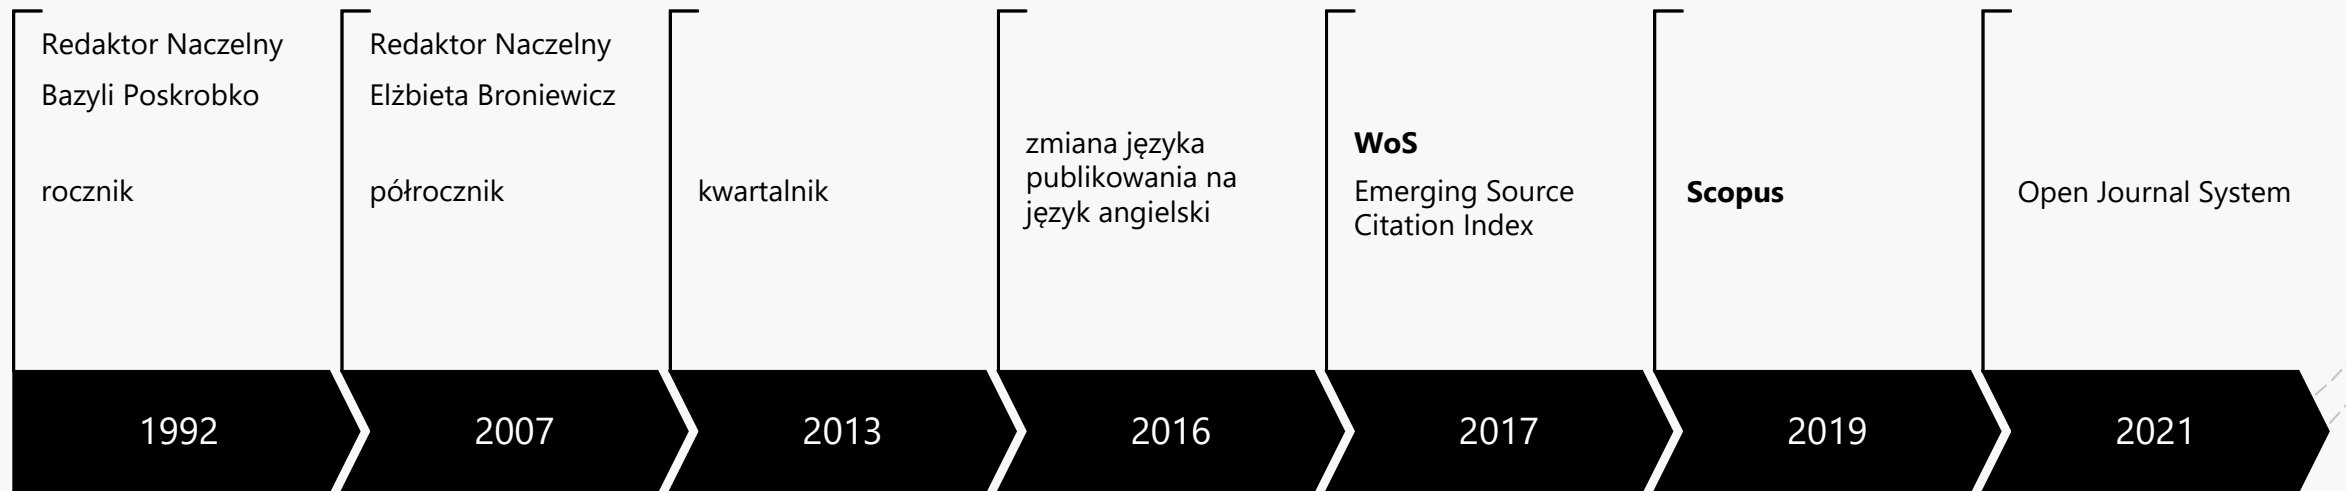 Redaktor Naczelny
Bazyli Poskrobko
rocznik
Redaktor Naczelny
Elżbieta Broniewicz
półrocznik
kwartalnik
zmiana języka
publikowania na
język angielski
WoS
Emerging Source
Citation Index
Scopus
Open Journal System
1992
2007
2013
2016
2017
2019
2021